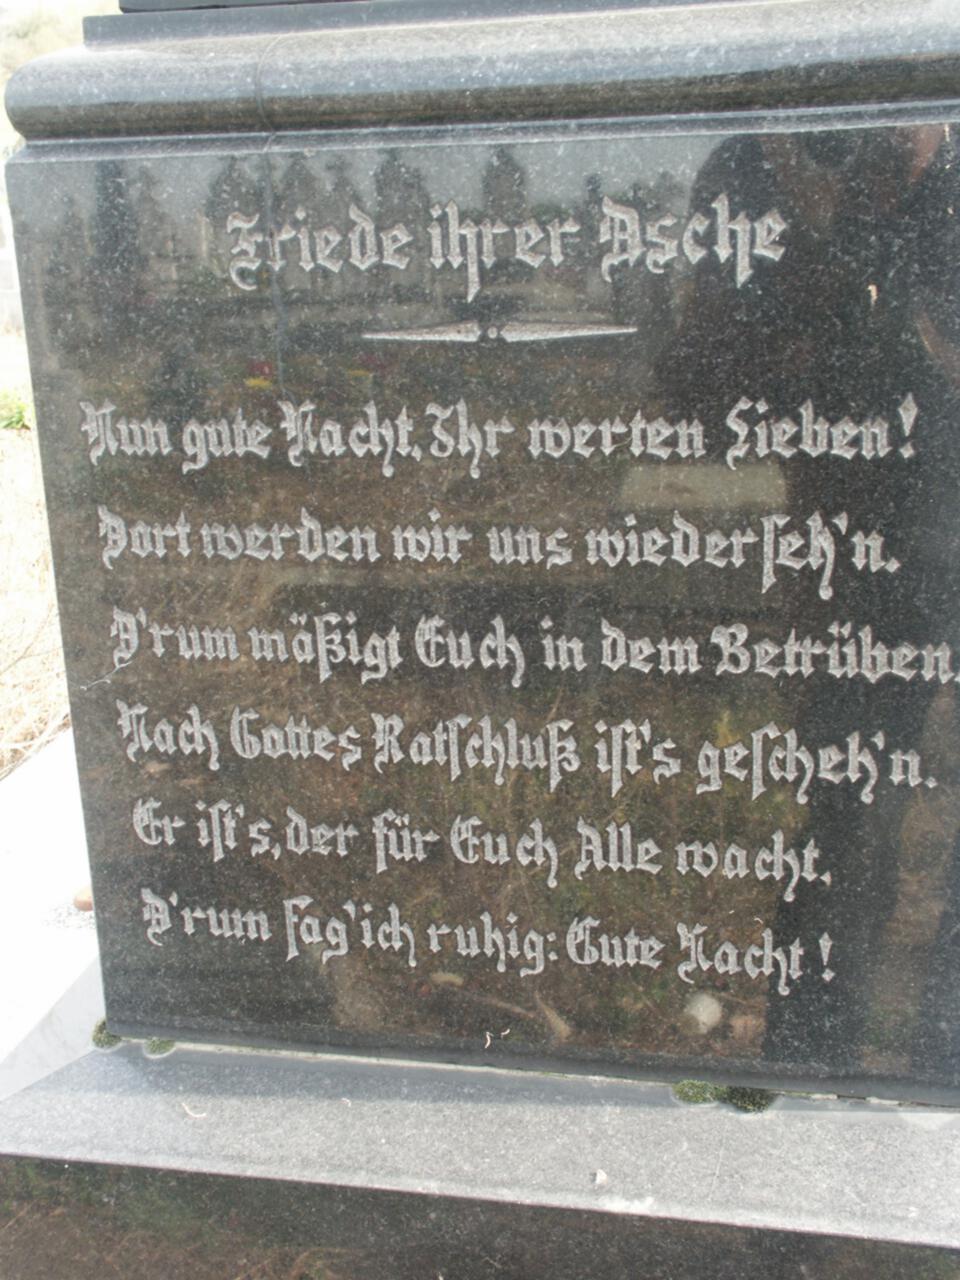 Friede ihrer Asche
Nun gute Nacht, Ihr werten Lieben!
Dort werden wir uns wiederseh'n.
D'rum mäßigt Euch in dem Betrüben,
Nach Gottes Ratschluß ist's gescheh'n.
Er ist's, der für Euch Alle wacht.
D'rum sag' ich ruhig: Gute Nacht!